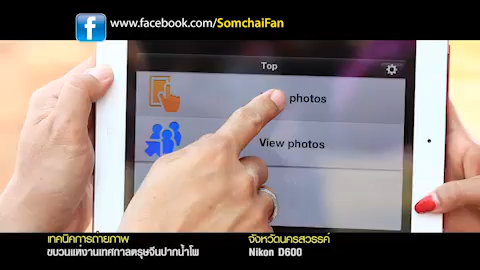 www.facebook.com/SomchaiFan
Top
photos
View photos
เทคนิคการถ่ายภาพ
ขบวนแห่งานเทศกาลตรุษจีนปากน้ำโพ
จังหวัดนครสวรรค์
Nikon D600